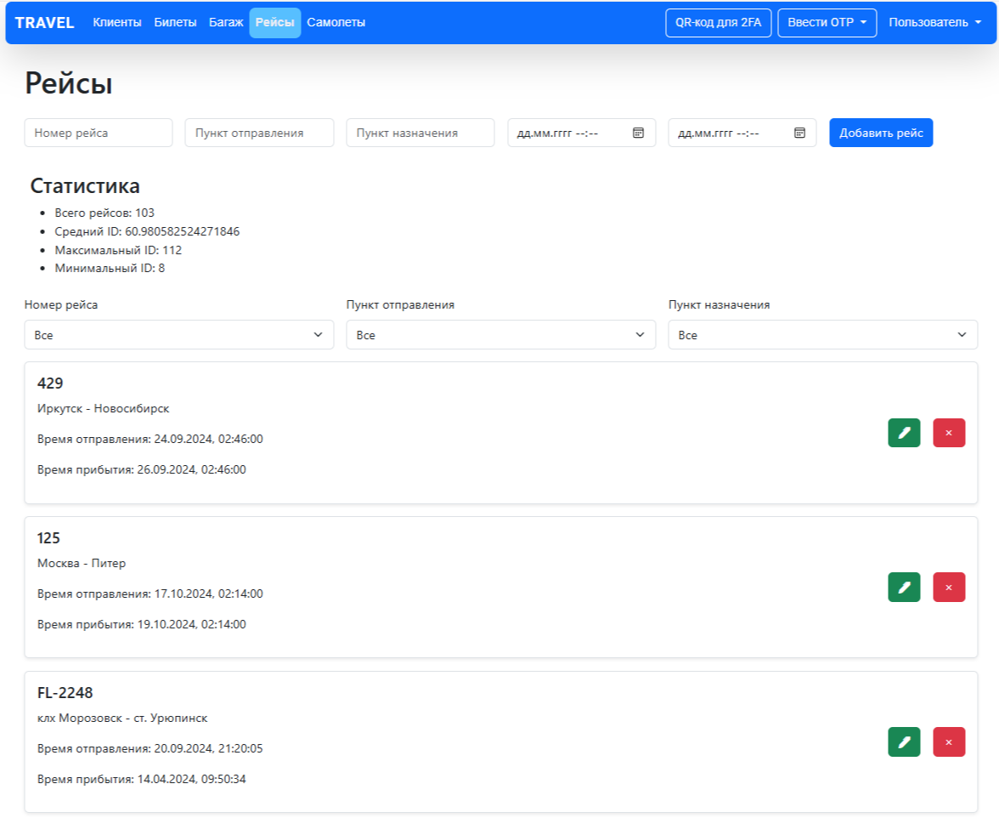 TRAVEL Клиенты Билеты Багаж Рейсы Самолеты QR-код для 2FA Ввести OTP Пользователь
Рейсы
Номер рейса Пункт отправления Пункт назначения дд.мм.гггг --:-- дд.мм.гггг --:-- Добавить рейс
Статистика
Всего рейсов: 103
Средний ID: 60.980582524271846
Максимальный ID: 112
Минимальный ID: 8
Номер рейса Пункт отправления Пункт назначения
Все Все Все
429
Иркутск - Новосибирск
Время отправления: 24.09.2024, 02:46:00
Время прибытия: 26.09.2024, 02:46:00
125
Москва - Питер
Время отправления: 17.10.2024, 02:14:00
Время прибытия: 19.10.2024, 02:14:00
FL-2248
клх Морозовск - ст. Урюпинск
Время отправления: 20.09.2024, 21:20:05
Время прибытия: 14.04.2024, 09:50:34